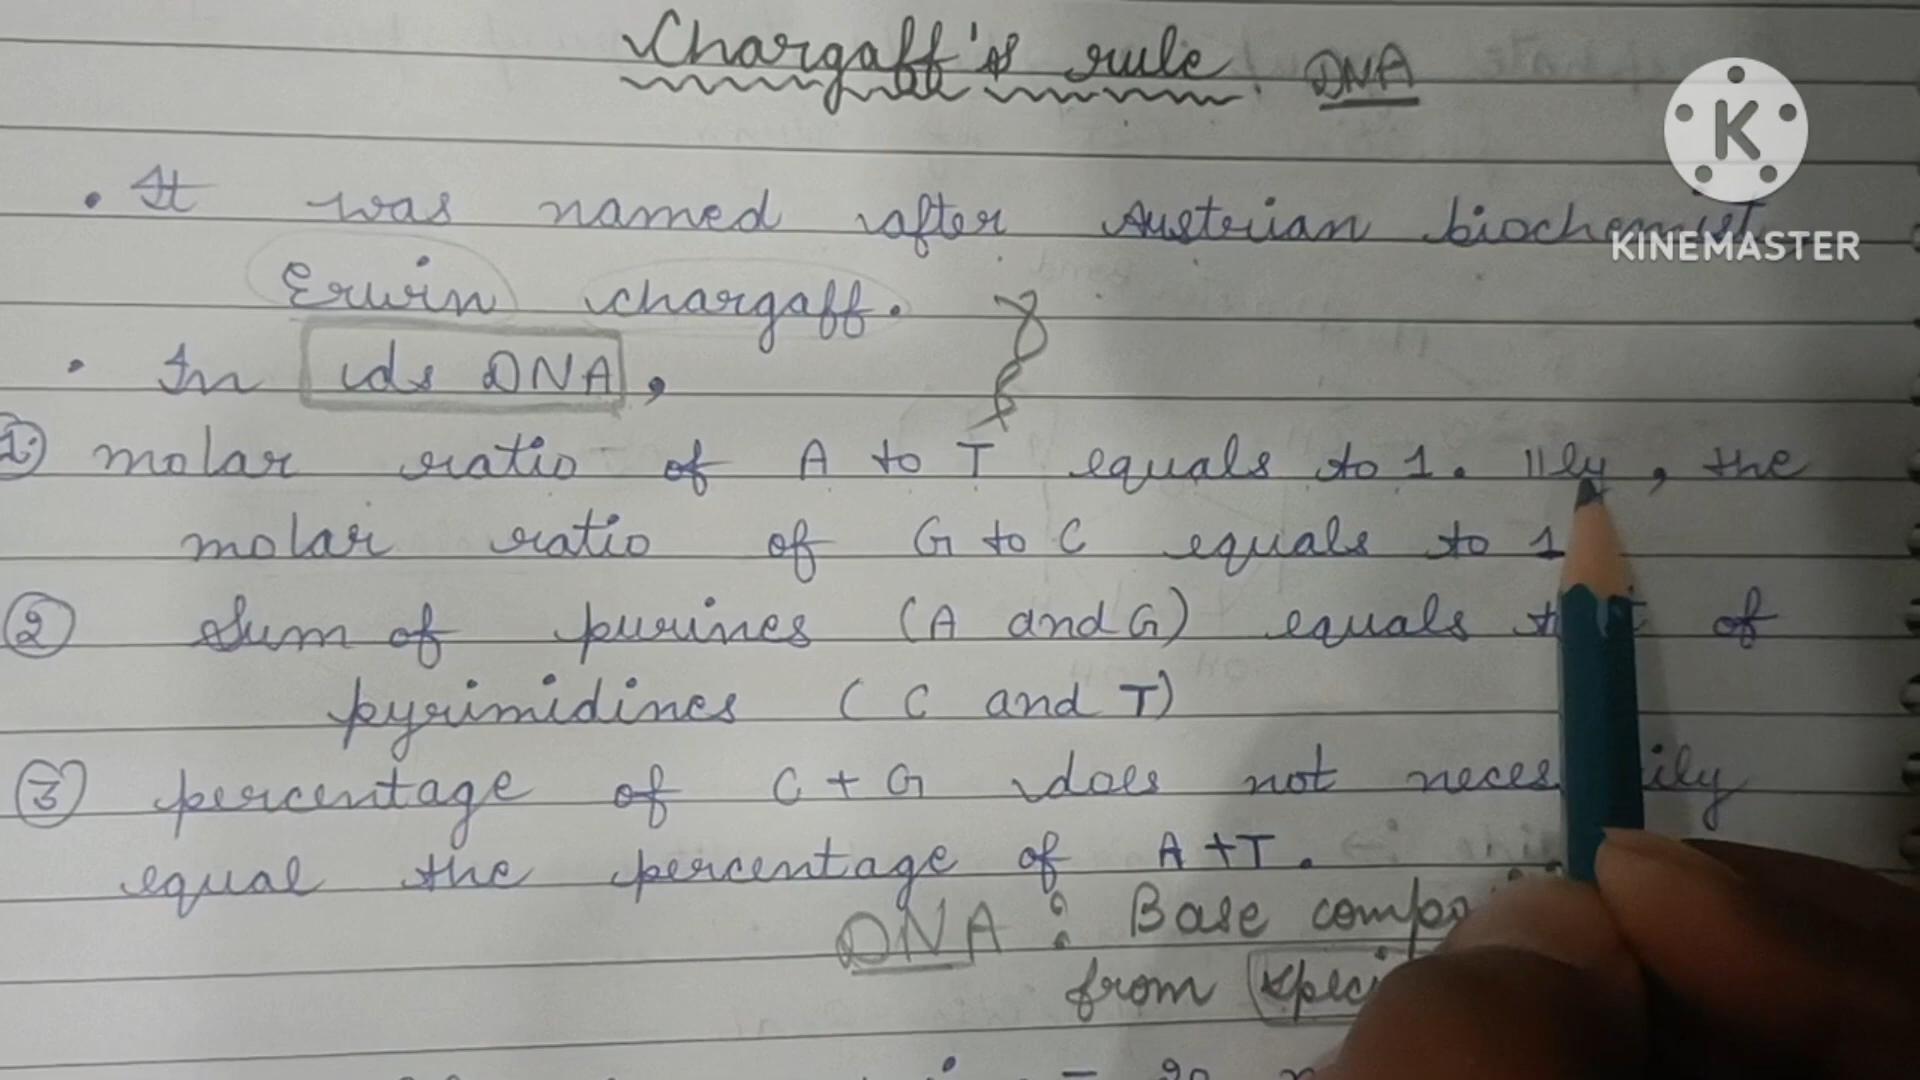 Chargaff's rule. DNA
K
KINEMASTER
• It was named after Austrian
Erwin chargaff.
• In ds DNA,
1. molar ratio of A to T equals to 1. llly, the
molar ratio of G to C equals to 1
2 Sum of purines (A and G) equals of
pyrimidines (C and T)
3 percentage of C + G does not
equal the percentage of A+T.
DNA : Base
from